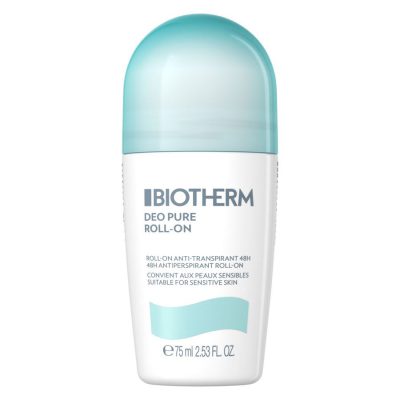 BIOTHERM
DEO PURE
ROLL-ON
ROLL-ON ANTI-TRANSPIRANT 48H
48H ANTIPERSPIRANT ROLL-ON
CONVIENT AUX PEAUX SENSIBLES
SUITABLE FOR SENSITIVE SKIN
℮ 75 ml 2.53 FL. OZ.